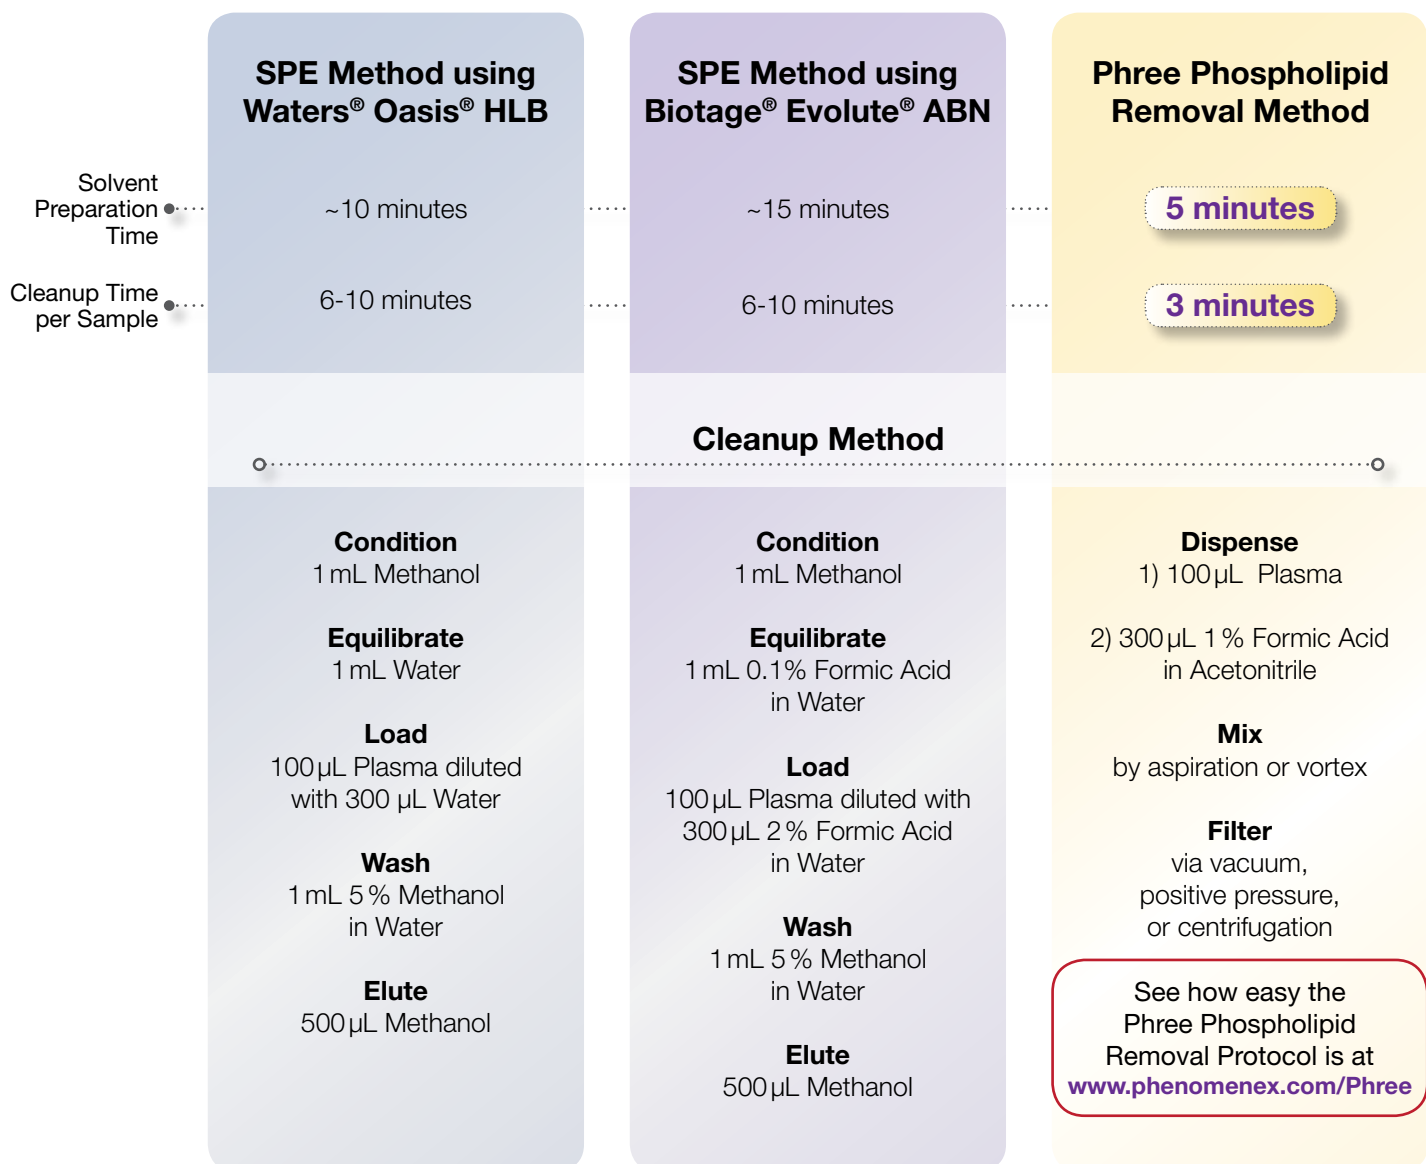 SPE Method using
Waters® Oasis® HLB
SPE Method using
Biotage® Evolute® ABN
Phree Phospholipid
Removal Method
Solvent
Preparation
Time
~10 minutes
~15 minutes
5 minutes
Cleanup Time
per Sample
6-10 minutes
6-10 minutes
3 minutes
Cleanup Method
Condition
1 mL Methanol
Equilibrate
1 mL Water
Load
100 µL Plasma diluted
with 300 µL Water
Wash
1 mL 5 % Methanol
in Water
Elute
500 µL Methanol
Condition
1 mL Methanol
Equilibrate
1 mL 0.1% Formic Acid
in Water
Load
100 µL Plasma diluted with
300 µL 2 % Formic Acid
in Water
Wash
1 mL 5 % Methanol
in Water
Elute
500 µL Methanol
Dispense
1) 100 µL Plasma
2) 300 µL 1 % Formic Acid
in Acetonitrile
Mix
by aspiration or vortex
Filter
via vacuum,
positive pressure,
or centrifugation
See how easy the
Phree Phospholipid
Removal Protocol is at
www.phenomenex.com/Phree